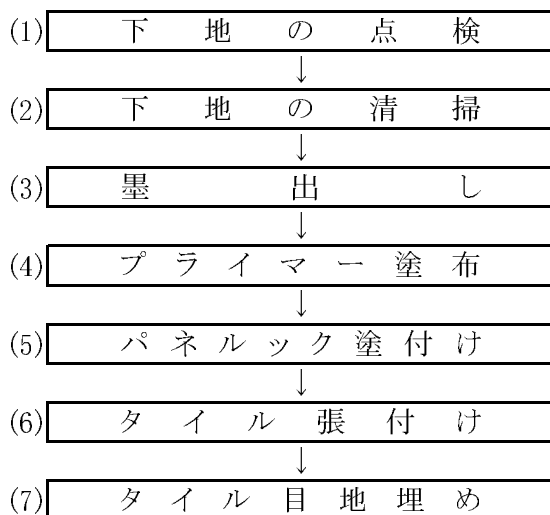 (1) 下地の点検
↓
(2) 下地の清掃
↓
(3) 墨出し
↓
(4) プライマー塗布
↓
(5) パネルック塗付け
↓
(6) タイル張付け
↓
(7) タイル目地埋め